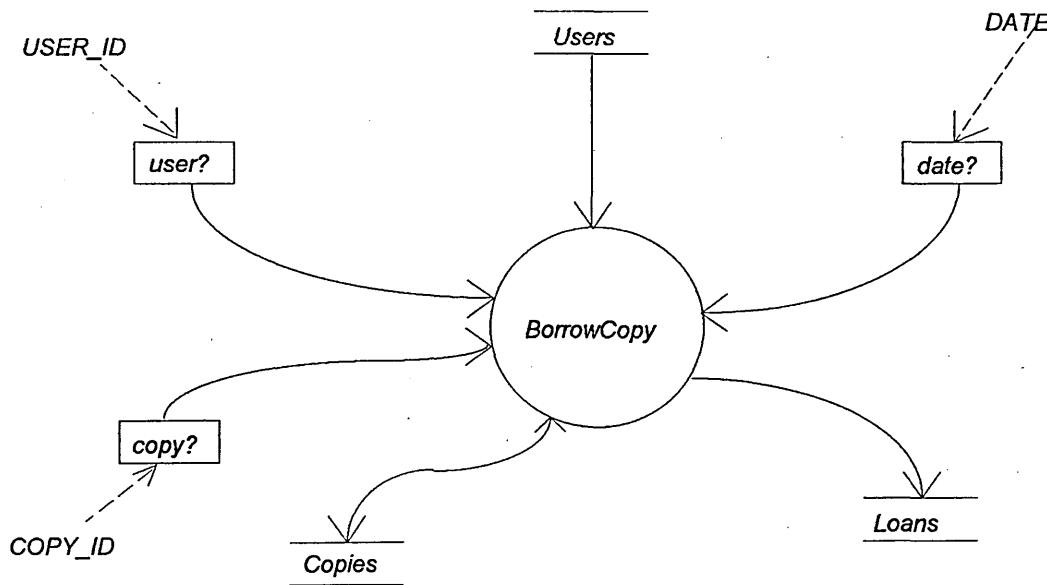 Users
DATE
USER_ID
user?
date?
BorrowCopy
copy?
Loans
COPY_ID
Copies